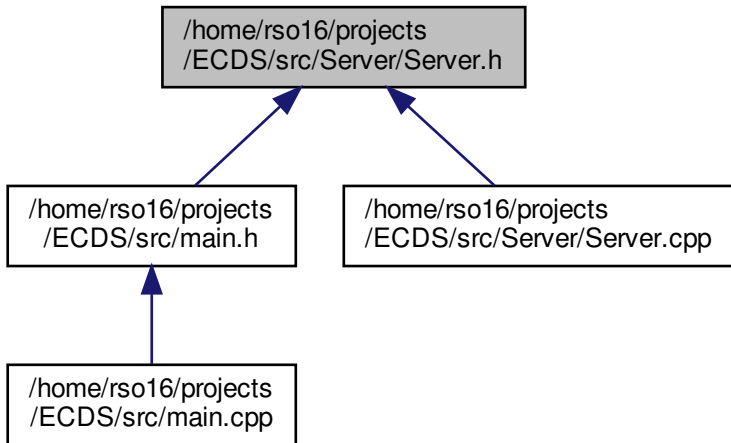 /home/rso16/projects
/ECDS/src/Server/Server.h
/home/rso16/projects
/ECDS/src/main.h
/home/rso16/projects
/ECDS/src/Server/Server.cpp
/home/rso16/projects
/ECDS/src/main.cpp